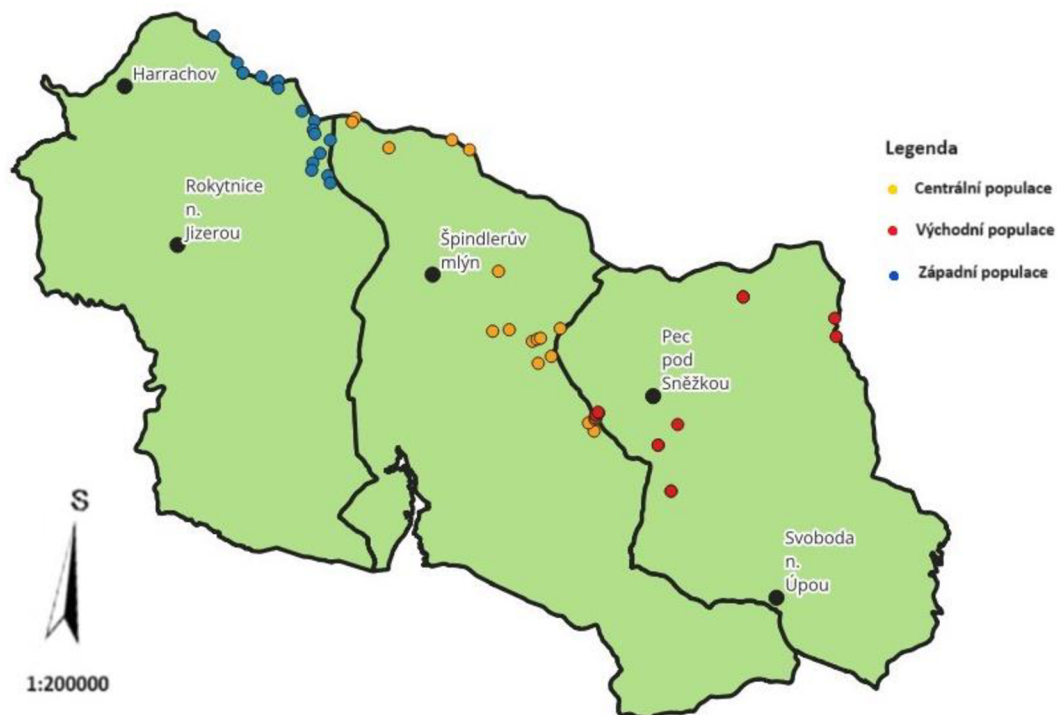 Harrachov
Rokytnice
n.
Jizerou
Špindlerův
mlýn
Pec
pod
Sněžkou
Svoboda
n.
Úpou
Legenda
Centrální populace
Východní populace
Západní populace
S
1:200000